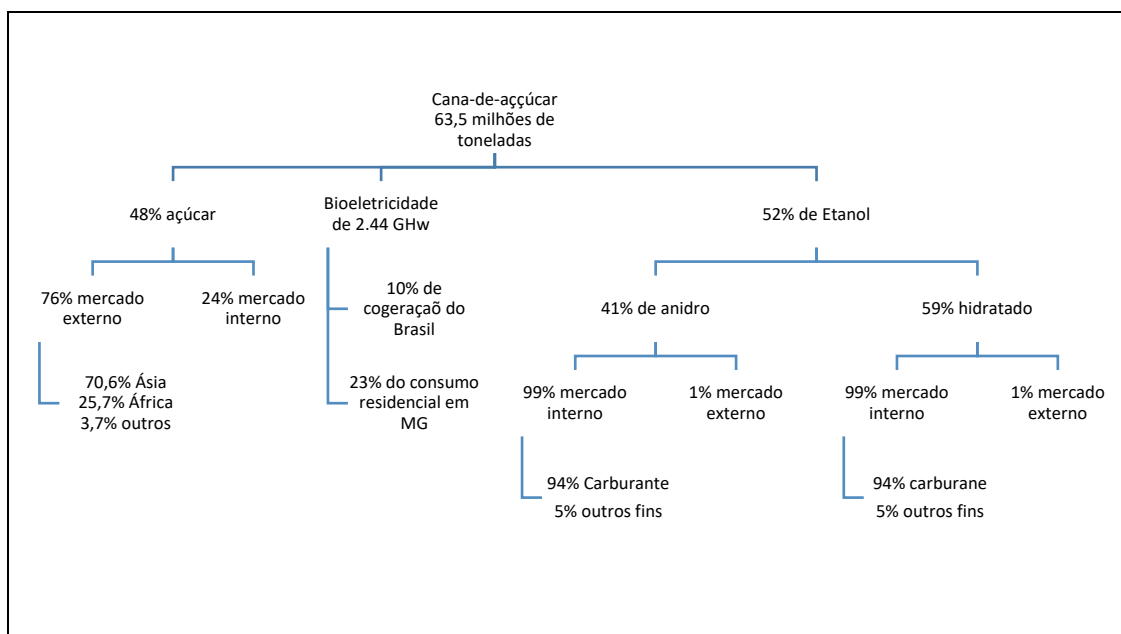 Cana-de-aççúcar
63,5 milhões de
toneladas
48% açúcar
Bioeletricidade
de 2.44 GHw
52% de Etanol
76% mercado
externo
24% mercado
interno
10% de
cogeraçaõ do
Brasil
41% de anidro
59% hidratado
70,6% Ásia
25,7% África
3,7% outros
23% do consumo
residencial em
MG
99% mercado
interno
1% mercado
externo
99% mercado
interno
1% mercado
externo
94% Carburante
5% outros fins
94% carburane
5% outros fins